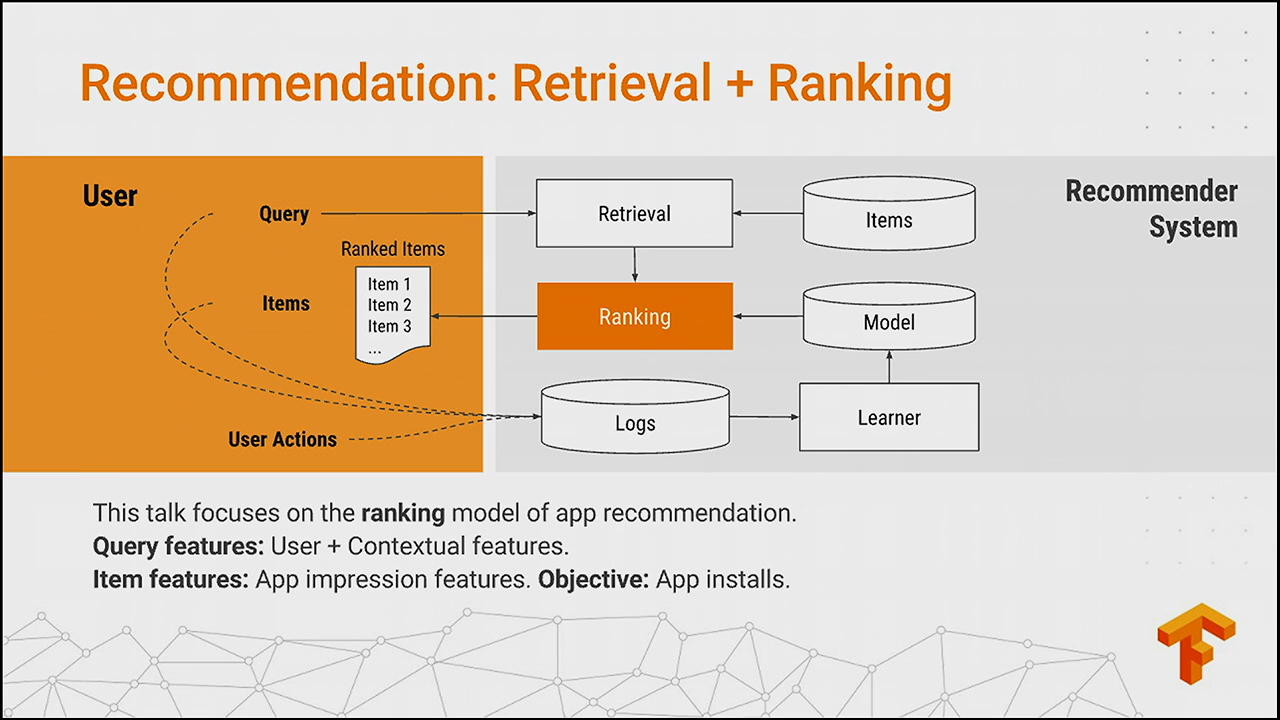 Recommendation: Retrieval + Ranking
User
Query
Ranked Items
Item 1
Item 2
Item 3
...
Items
User Actions
Retrieval
Items
Recommender
System
Ranking
Model
Logs
Learner
This talk focuses on the ranking model of app recommendation.
Query features: User + Contextual features.
Item features: App impression features. Objective: App installs.